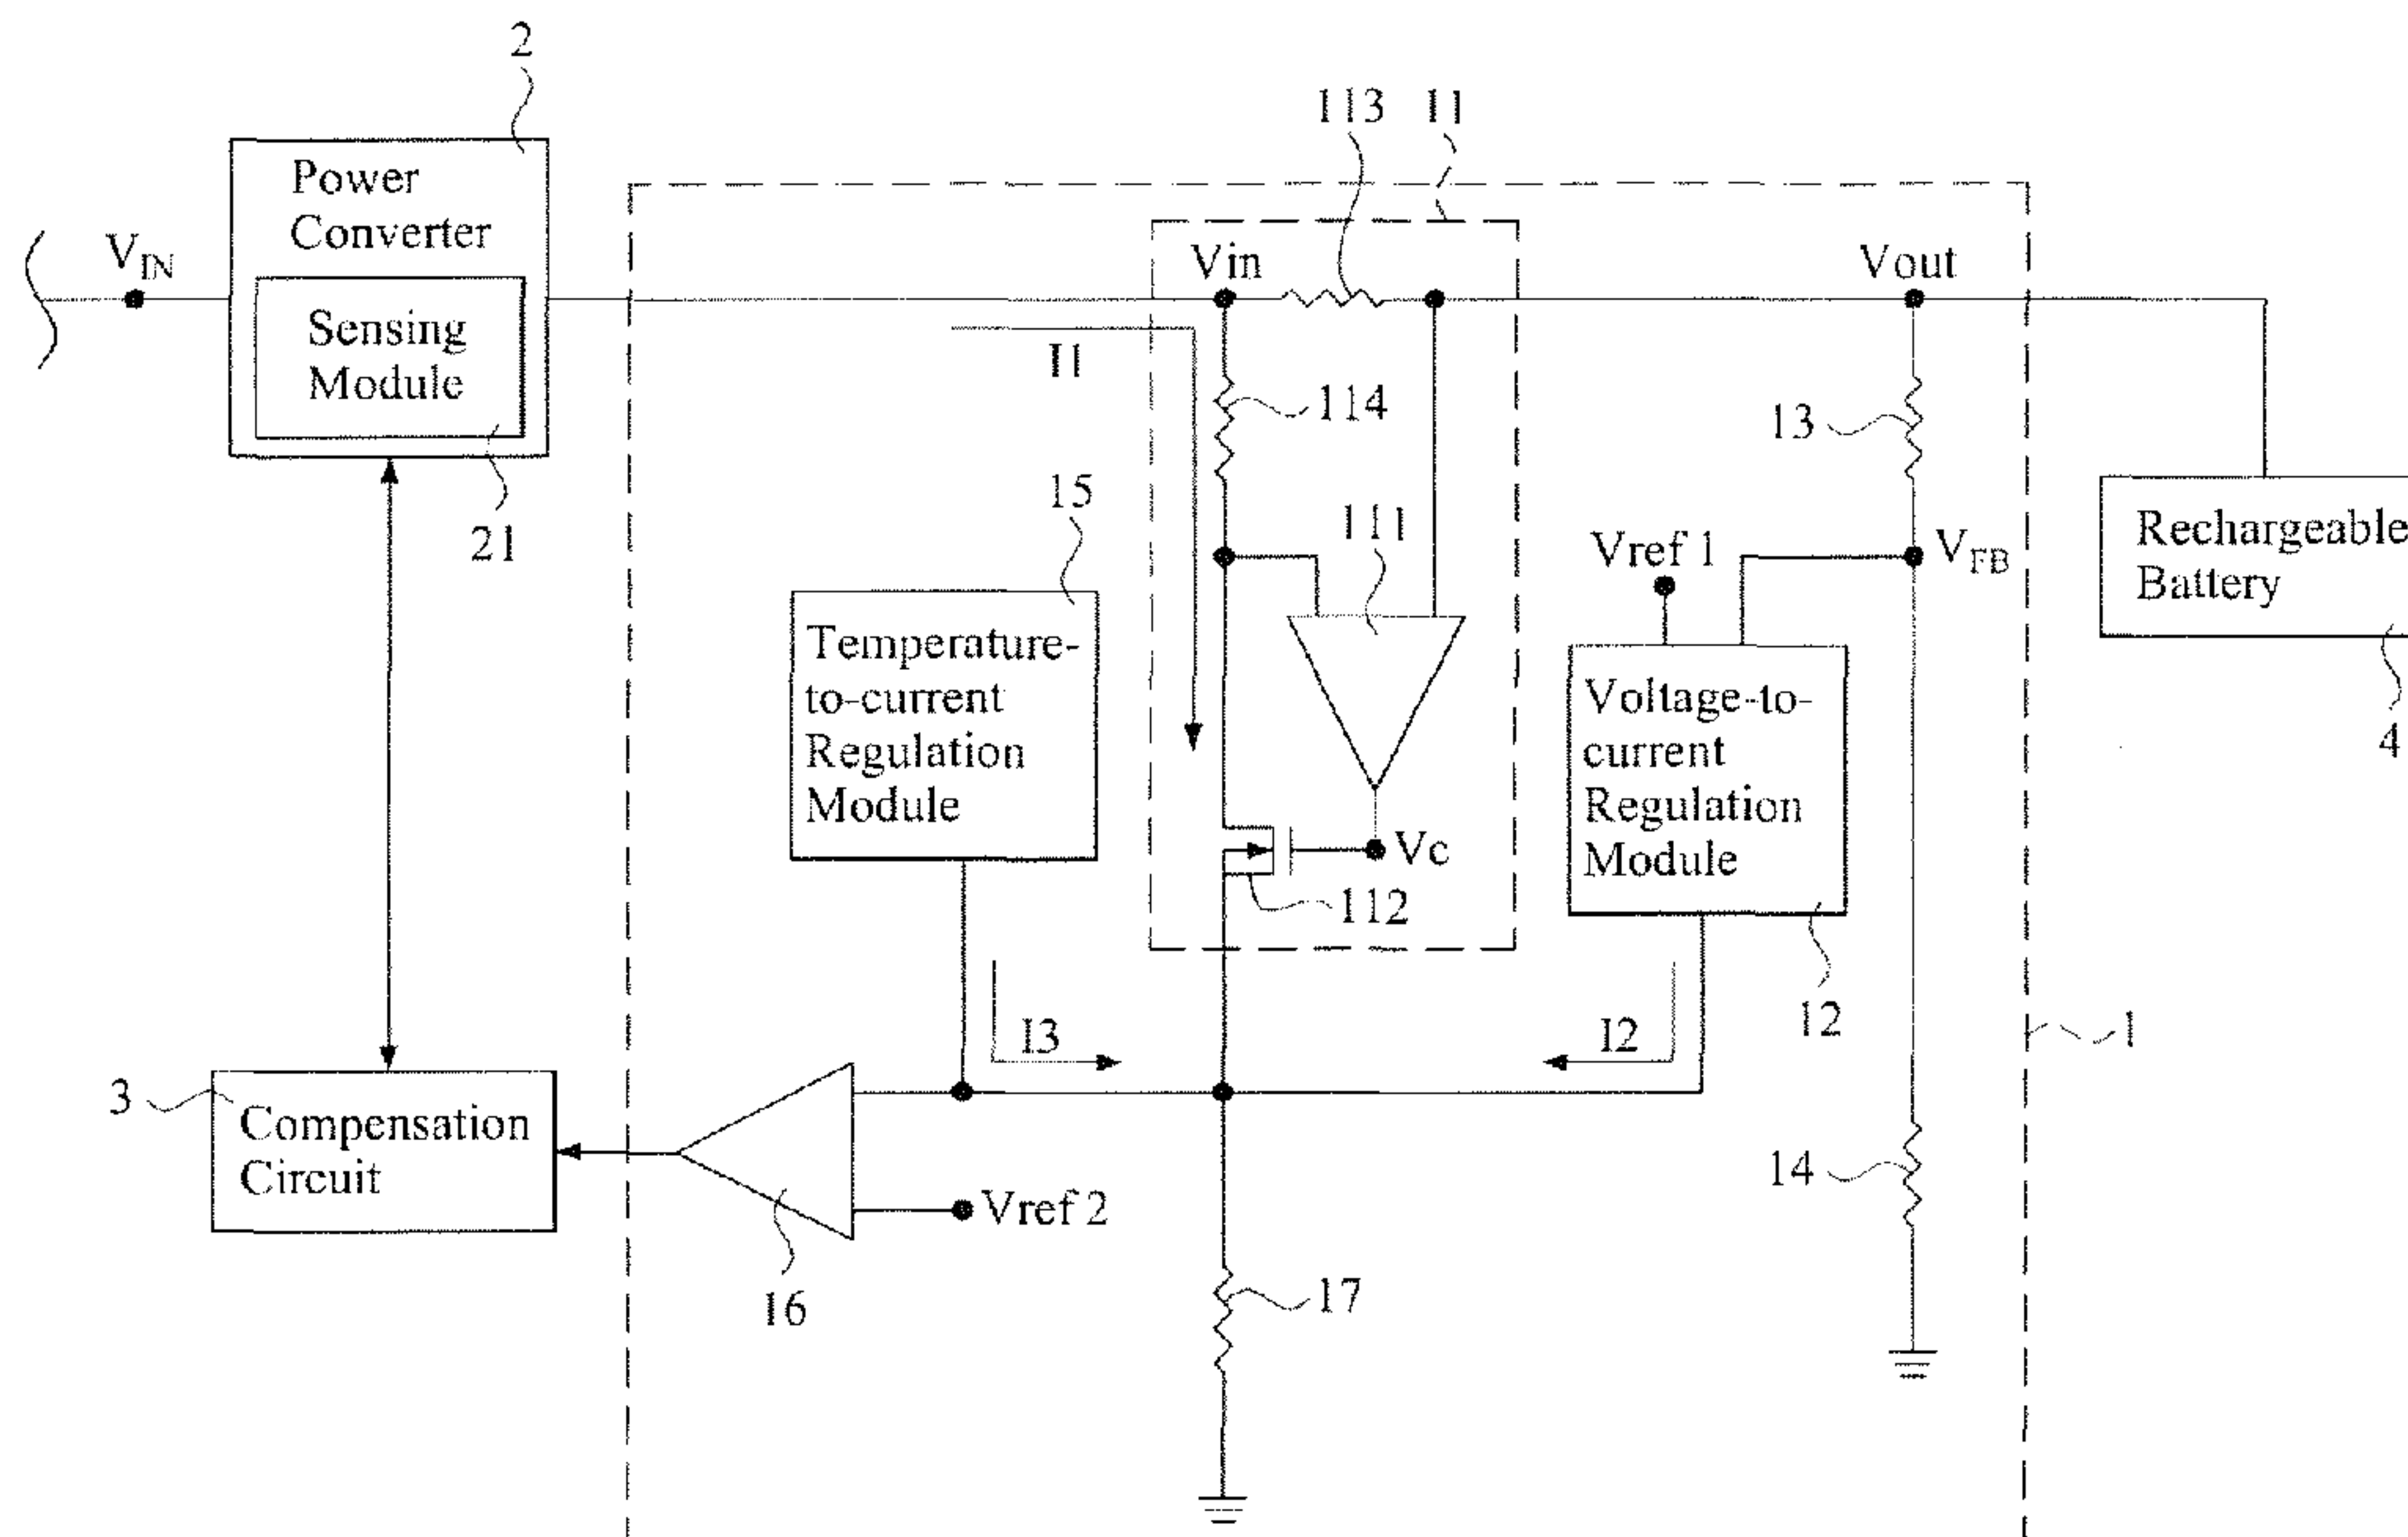 2
Power
Converter
Sensing
Module
21
V_IN
113
11
Vin
Vout
I1
114
13
15
111
Vref 1
V_FB
Rechargeable
Battery
4
Temperature-
to-current
Regulation
Module
Voltage-to-
current
Regulation
Module
Vc
112
12
I3
I2
1
3
Compensation
Circuit
Vref 2
14
16
17